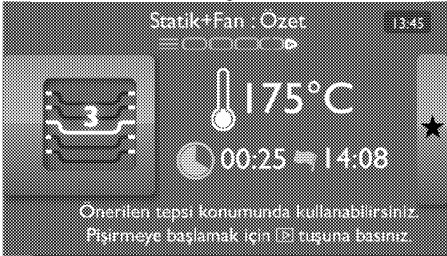 Statik+Fan : Özet
13:45
3
175°C
00:25 14:08
Önerilen tepsi konumunda kullanabilirsiniz.
Pişirmeye başlamak için tuşuna basınız.